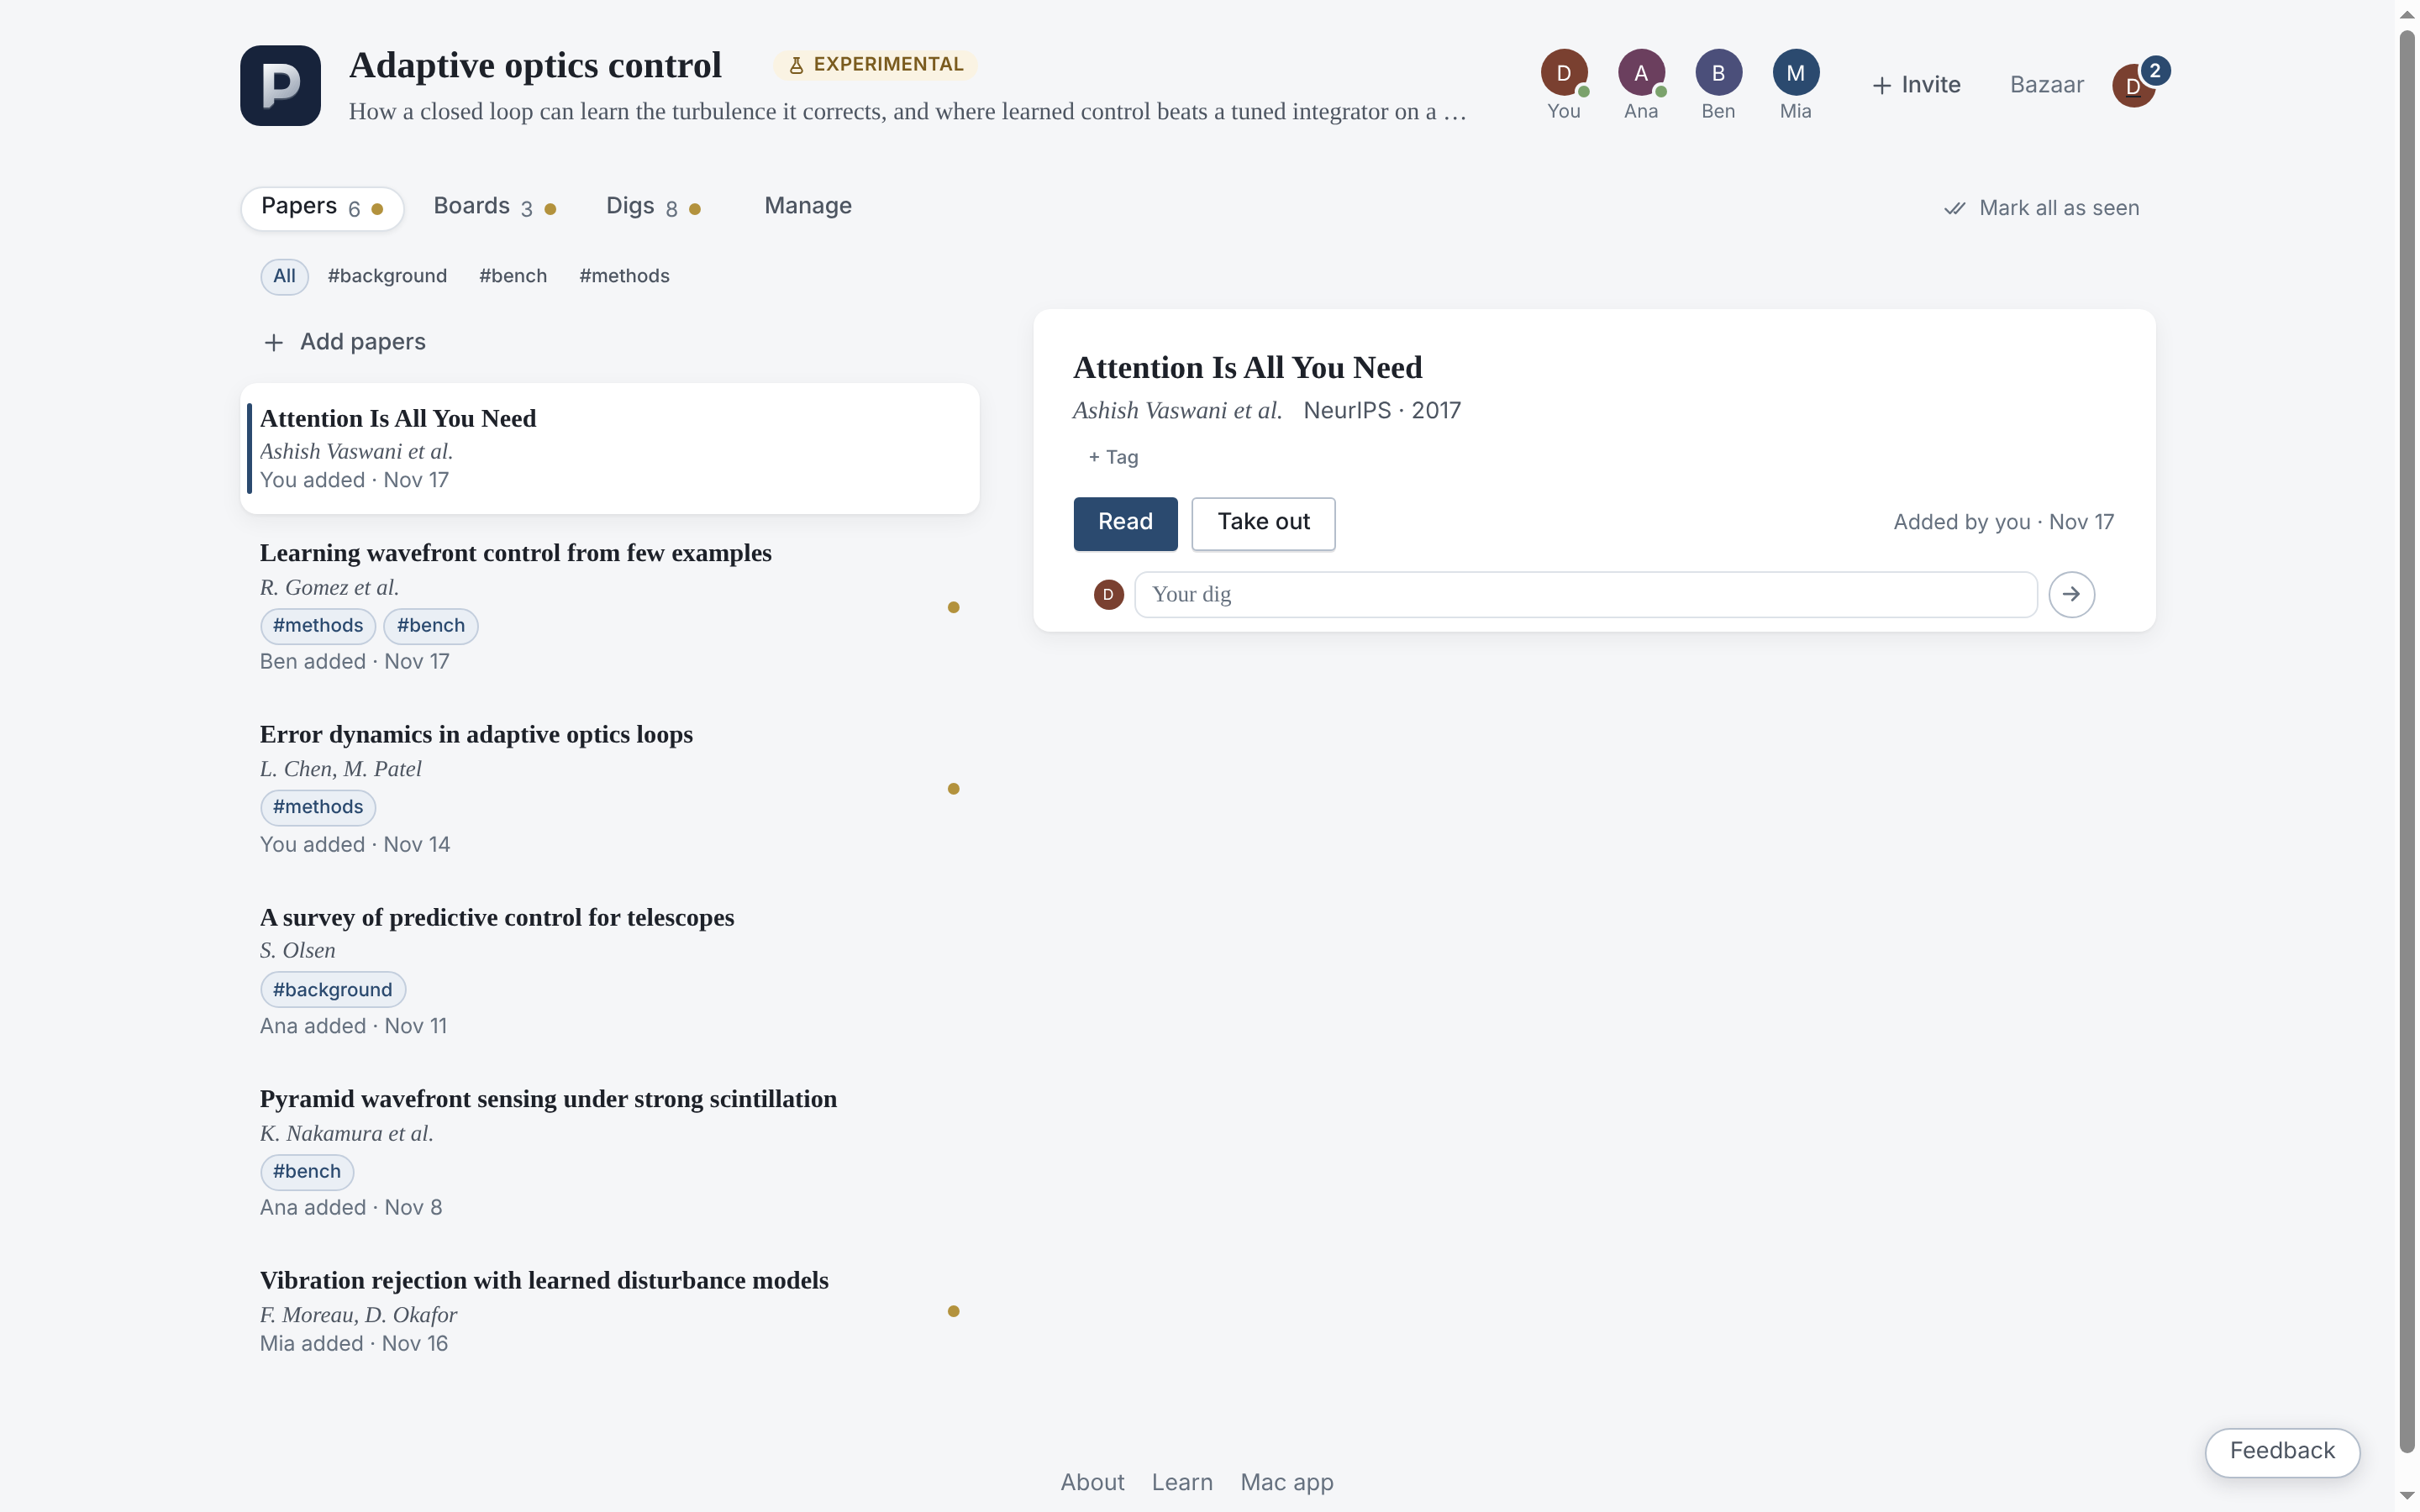 P
Adaptive optics control
EXPERIMENTAL
How a closed loop can learn the turbulence it corrects, and where learned control beats a tuned integrator on a …
D
You
A
Ana
B
Ben
M
Mia
+ Invite
Bazaar
D
2
Papers 6
Boards 3
Digs 8
Manage
Mark all as seen
All
#background
#bench
#methods
+ Add papers
Attention Is All You Need
Ashish Vaswani et al.
You added · Nov 17
Learning wavefront control from few examples
R. Gomez et al.
#methods #bench
Ben added · Nov 17
Error dynamics in adaptive optics loops
L. Chen, M. Patel
#methods
You added · Nov 14
A survey of predictive control for telescopes
S. Olsen
#background
Ana added · Nov 11
Pyramid wavefront sensing under strong scintillation
K. Nakamura et al.
#bench
Ana added · Nov 8
Vibration rejection with learned disturbance models
F. Moreau, D. Okafor
Mia added · Nov 16
Attention Is All You Need
Ashish Vaswani et al. NeurIPS · 2017
+ Tag
Read
Take out
Added by you · Nov 17
D
Your dig
Feedback
About Learn Mac app